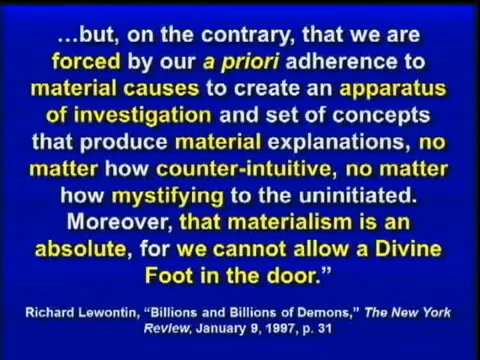 …but, on the contrary, that we are
forced by our a priori adherence to
material causes to create an apparatus
of investigation and set of concepts
that produce material explanations, no
matter how counter-intuitive, no matter
how mystifying to the uninitiated.
Moreover, that materialism is an
absolute, for we cannot allow a Divine
Foot in the door.”
Richard Lewontin, “Billions and Billions of Demons,” The New York
Review, January 9, 1997, p. 31